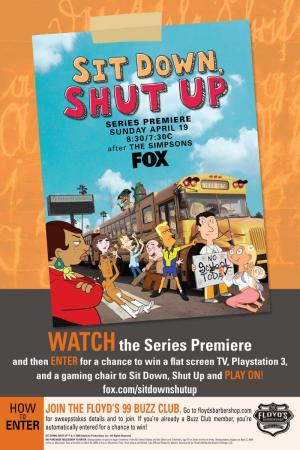 SIT DOWN,
SHUT UP
SERIES PREMIERE
SUNDAY APRIL 19
8:30/7:30C
after THE SIMPSONS
FOX
NO
SCHOOL
TODAY
WATCH the Series Premiere
and then ENTER for a chance to win a flat screen TV, Playstation 3,
and a gaming chair to Sit Down, Shut Up and PLAY ON!
fox.com/sitdownshutup
HOW
TO
ENTER
JOIN THE FLOYD'S 99 BUZZ CLUB. Go to floydsbarbershop.com
for sweepstakes details and to join. If you're already a Buzz Club member, you're
automatically entered for a chance to win!
FLOYD'S